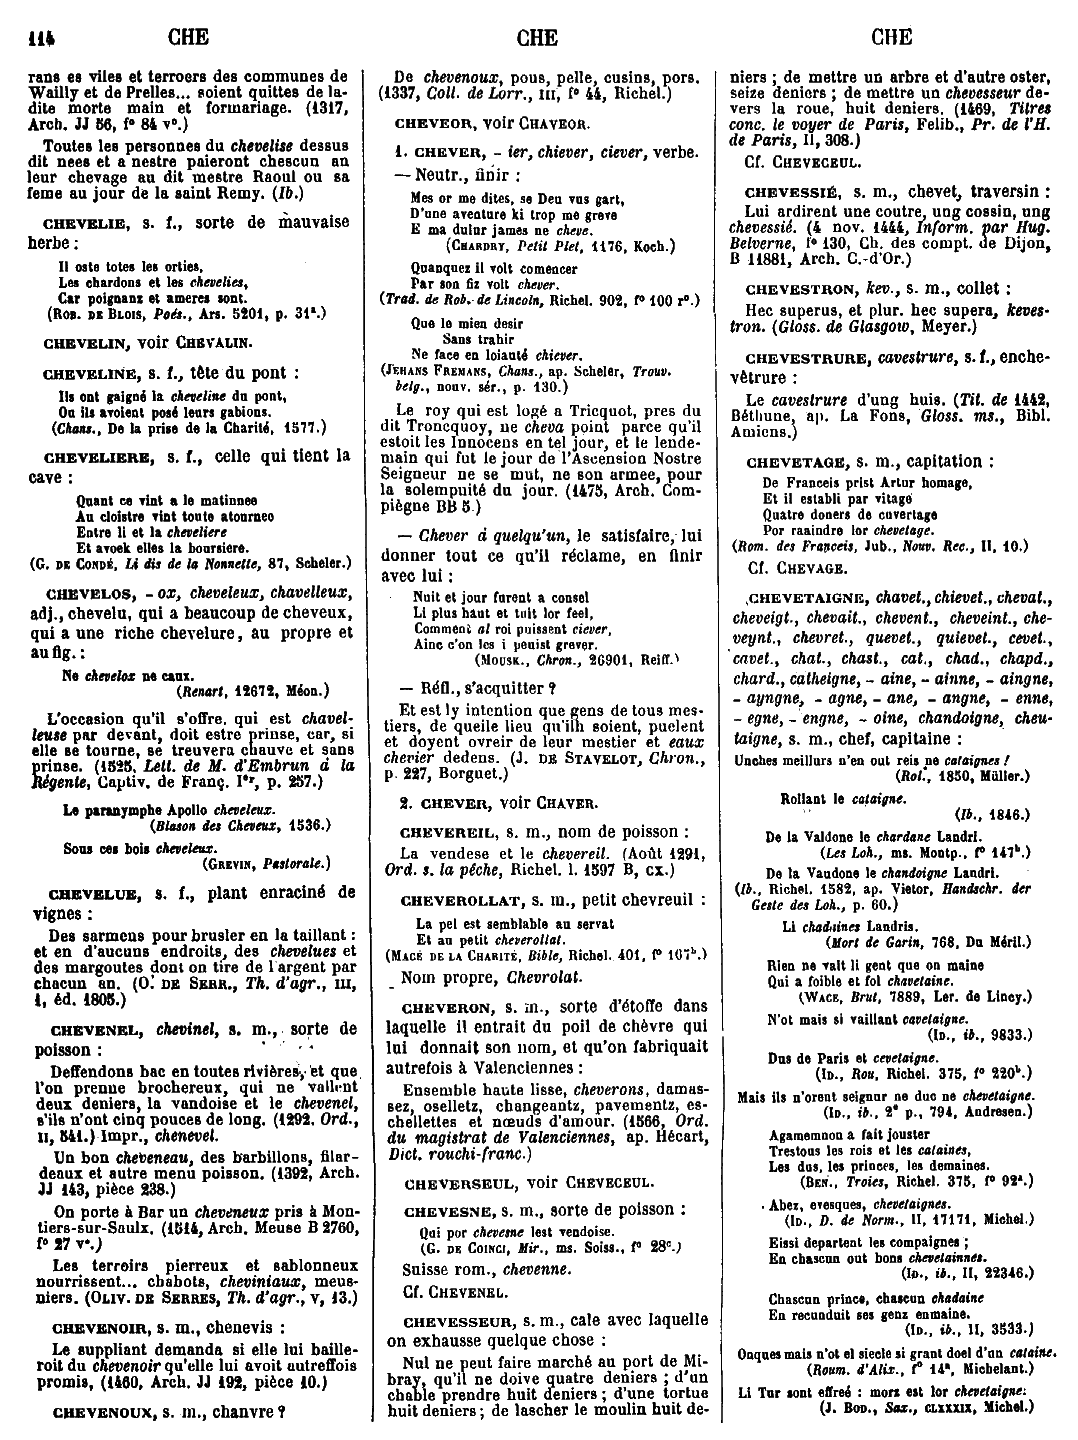 114 CHE CHE CHE
rans es viles et terroers des communes de
Wailly et de Prelles... soient quittes de la-
dite morte main et formariage. (1317,
Arch. JJ 56, f° 84 v°.)
Toutes les personnes du chevelise dessus
dit nees et a nestre paieront chescun an
leur chevage au dit mestre Raoul ou sa
feme au jour de la saint Remy. (Ib.)
CHEVELIE, s. f., sorte de mauvaise
herbe :
Il oste totes les orties,
Les chardons et les chevelies,
Car poignanz et ameres sont.
(ROB. DE BLOIS, Poés., Ars. 5201, p. 31ª.)
CHEVELIN, voir CHEVALIN.
CHEVELINE, s. f., tête du pont :
Ils ont gaigné la cheveline du pont,
Ou ils avoient posé leurs gabions.
(Chans., De la prise de la Charité, 1577.)
CHEVELIERE, s. f., celle qui tient la
cave :
Quant ce vint a le matinnee
Au cloistre vint toute atourneo
Entre li et la cheveliere
Et avoek elles la boursiere.
(G. DE CONDÉ, Li dis de la Nonnette, 87, Scheler.)
CHEVELOS, - ox, cheveleux, chavelleux,
adj., chevelu, qui a beaucoup de cheveux,
qui a une riche chevelure, au propre et
au fig. :
Ne chevelox ne canx.
(Renart, 12672, Méon.)
L'occasion qu'il s'offre, qui est chavel-
leuse par devant, doit estre prinse, car, si
elle se tourne, se treuvera chauve et sans
prinse. (1525, Lett. de M. d'Embrun à la
Régente, Captiv. de Franç. Iᵉʳ, p. 257.)
Le paranymphe Apollo cheveleux.
(Blason des Cheveux, 1536.)
Sous ces bois cheveleux.
(GREVIN, Pastorale.)
CHEVELUE, s. f., plant enraciné de
vignes :
Des sarmens pour brusler en la taillant :
et en d'aucuns endroits, des chevelues et
des margoutes dont on tire de l'argent par
chacun an. (O. DE SERR., Th. d'agr., III,
1, éd. 1805.)
CHEVENEL, chevinel, s. m., sorte de
poisson :
Deffendons bac en toutes rivières, et que
l'on prenne brochereux, qui ne vallent
deux deniers, la vandoise et le chevenel,
s'ils n'ont cinq pouces de long. (1292, Ord.,
II, 541.) Impr., chenevel.
Un bon cheveneau, des barbillons, filar-
deaux et autre menu poisson. (1392, Arch.
JJ 143, pièce 238.)
On porte à Bar un cheveneux pris à Mon-
tiers-sur-Saulx. (1514, Arch. Meuse B 2760,
f° 27 v°.)
Les terroirs pierreux et sablonneux
nourrissent... chabots, cheviniaux, meus-
niers. (OLIV. DE SERRES, Th. d'agr., V, 13.)
CHEVENOIR, s. m., chenevis :
Le suppliant demanda si elle lui baille-
roit du chevenoir qu'elle lui avoit autreffois
promis, (1460, Arch. JJ 192, pièce 10.)
CHEVENOUX, s. m., chanvre ?
De chevenoux, pous, pelle, cusins, pors.
(1337, Coll. de Lorr., III, f° 44, Richel.)
CHEVEOR, voir CHAVEOR.
1. CHEVER, - ier, chiever, ciever, verbe.
— Neutr., finir :
Mes or me dites, se Deu vus gart,
D'une aventure ki trop me greve
E ma dulur james ne cheve.
(CHARDRY, Petit Plet, 1176, Koch.)
Quanquez il volt comencer
Par son fiz volt chever.
(Trad. de Rob. de Lincoln, Richel. 902, f° 100 r°.)
Que le mien desir
Sans trahir
Ne face en loiauté chiever.
(JEHANS FREMANS, Chans., ap. Scheler, Trouv.
belg., nouv. sér., p. 130.)
Le roy qui est logé a Tricquot, pres du
dit Troncquoy, ne cheva point parce qu'il
estoit les Innocens en tel jour, et le lende-
main qui fut le jour de l'Ascension Nostre
Seigneur ne se mut, ne son armee, pour
la solempuité du jour. (1475, Arch. Com-
piègne BB 5.)
— Chever à quelqu'un, le satisfaire, lui
donner tout ce qu'il réclame, en finir
avec lui :
Nuit et jour furent a consel
Li plus haut et tuit lor feel,
Comment al roi puissent ciever,
Ainc c'on les i peuist grever.
(MOUSK., Chron., 26901, Reiff.)
— Réfl., s'acquitter ?
Et est ly intention que gens de tous mes-
tiers, de queile lieu qu'ilh soient, puelent
et doyent ovreir de leur mestier et eaux
chevier dedens. (J. DE STAVELOT, Chron.,
p. 227, Borguet.)
2. CHEVER, voir CHAVER.
CHEVEREIL, s. m., nom de poisson :
La vendese et le chevereil. (Août 1291,
Ord. s. la pêche, Richel. l. 1597 B, CX.)
CHEVEROLLAT, s. m., petit chevreuil :
La pel est semblable au servat
Et au petit cheverollat.
(MACÉ DE LA CHARITÉ, Bible, Richel. 401, f° 107ᵇ.)
Nom propre, Chevrolat.
CHEVERON, s. m., sorte d'étoffe dans
laquelle il entrait du poil de chèvre qui
lui donnait son nom, et qu'on fabriquait
autrefois à Valenciennes :
Ensemble haute lisse, cheverons, damas-
sez, oselletz, changeantz, pavementz, es-
chellettes et nœuds d'amour. (1566, Ord.
du magistrat de Valenciennes, ap. Hécart,
Dict. rouchi-franc.)
CHEVERSEUL, voir CHEVECEUL.
CHEVESNE, s. m., sorte de poisson :
Qui por chevesne lest vendoise.
(G. DE COINCI, Mir., ms. Soiss., f° 28ᶜ.)
Suisse rom., chevenne.
Cf. CHEVENEL.
CHEVESSEUR, s. m., cale avec laquelle
on exhausse quelque chose :
Nul ne peut faire marché au port de Mi-
bray, qu'il ne doive quatre deniers ; d'un
chable prendre huit deniers ; d'une tortue
huit deniers ; de lascher le moulin huit de-
niers ; de mettre un arbre et d'autre oster,
seize deniers ; de mettre un chevesseur de-
vers la roue, huit deniers. (1469, Titres
conc. le voyer de Paris, Felib., Pr. de l'H.
de Paris, II, 308.)
Cf. CHEVECEUL.
CHEVESSIÉ, s. m., chevet, traversin :
Lui ardirent une coutre, ung cossin, ung
chevessié. (4 nov. 1444, Inform. par Hug.
Belverne, f° 130, Ch. des compt. de Dijon,
B 11881, Arch. C.-d'Or.)
CHEVESTRON, kev., s. m., collet :
Hec superus, et plur. hec supera, keves-
tron. (Gloss. de Glasgow, Meyer.)
CHEVESTRURE, cavestrure, s. f., enche-
vêtrure :
Le cavestrure d'ung huis. (Tit. de 1442,
Béthune, ap. La Fons, Gloss. ms., Bibl.
Amiens.)
CHEVETAGE, s. m., capitation :
De Franceis prist Artur homage,
Et il establi par vitage
Quatre doners de cuvertage
Por raaindre lor chevetage.
(Rom. des Franceis, Jub., Nouv. Rec., II, 10.)
Cf. CHEVAGE.
CHEVETAIGNE, chavet., chievet., chevat.,
cheveigt., chevait., chevent., cheveint., che-
veynt., chevret., quevet., quievet., cevet.,
cavet., chat., chast., cat., chad., chapd.,
chard., catheigne, - aine, - ainne, - aingne,
- ayngne, - agne, - ane, - angne, - enne,
- egne, - engne, - oine, chandoigne, cheu-
taigne, s. m., chef, capitaine :
Unches meillurs n'en out reis ne cataignes !
(Rol., 1850, Müller.)
Rollant le cataigne.
(Ib., 1846.)
De la Valdone le chardane Landri.
(Les Loh., ms. Montp., f° 147ᵇ.)
De la Vaudone le chandoigne Landri.
(Ib., Richel. 1582, ap. Vietor, Handschr. der
Geste des Loh., p. 60.)
Li chadaines Landris.
(Mort de Garin, 768, Du Méril.)
Rien ne valt li gent que on maine
Qui a foible et fol chavetaine.
(WACE, Brut, 7889, Ler. de Lincy.)
N'ot mais si vaillant cavetaigne.
(ID., ib., 9833.)
Dus de Paris et cevetaigne.
(ID., Rou, Richel. 375, f° 220ᵇ.)
Mais ils n'orent seignur ne duc ne chevetaigne.
(ID., ib., 2ᵉ p., 794, Andresen.)
Agamemnon a fait jouster
Trestous les rois et les cataines,
Les dus, les princes, les demaines.
(BEN., Troies, Richel. 375, f° 92ª.)
Abez, evesques, chevetaignes.
(ID., D. de Norm., II, 17171, Michel.)
Eissi departent les compaignes ;
En chascun out bons chevetainnes.
(ID., ib., II, 22346.)
Chascun prince, chascun chadaine
En recunduit ses genz enmaine.
(ID., ib., II, 3533.)
Onques mais n'ot el siecle si grant doel d'un cataine.
(Roum. d'Alix., f° 14ª, Michelant.)
Li Tur sont effreé : morz est lor chevetaigne.
(J. BOD., Sax., CLXXXIX, Michel.)